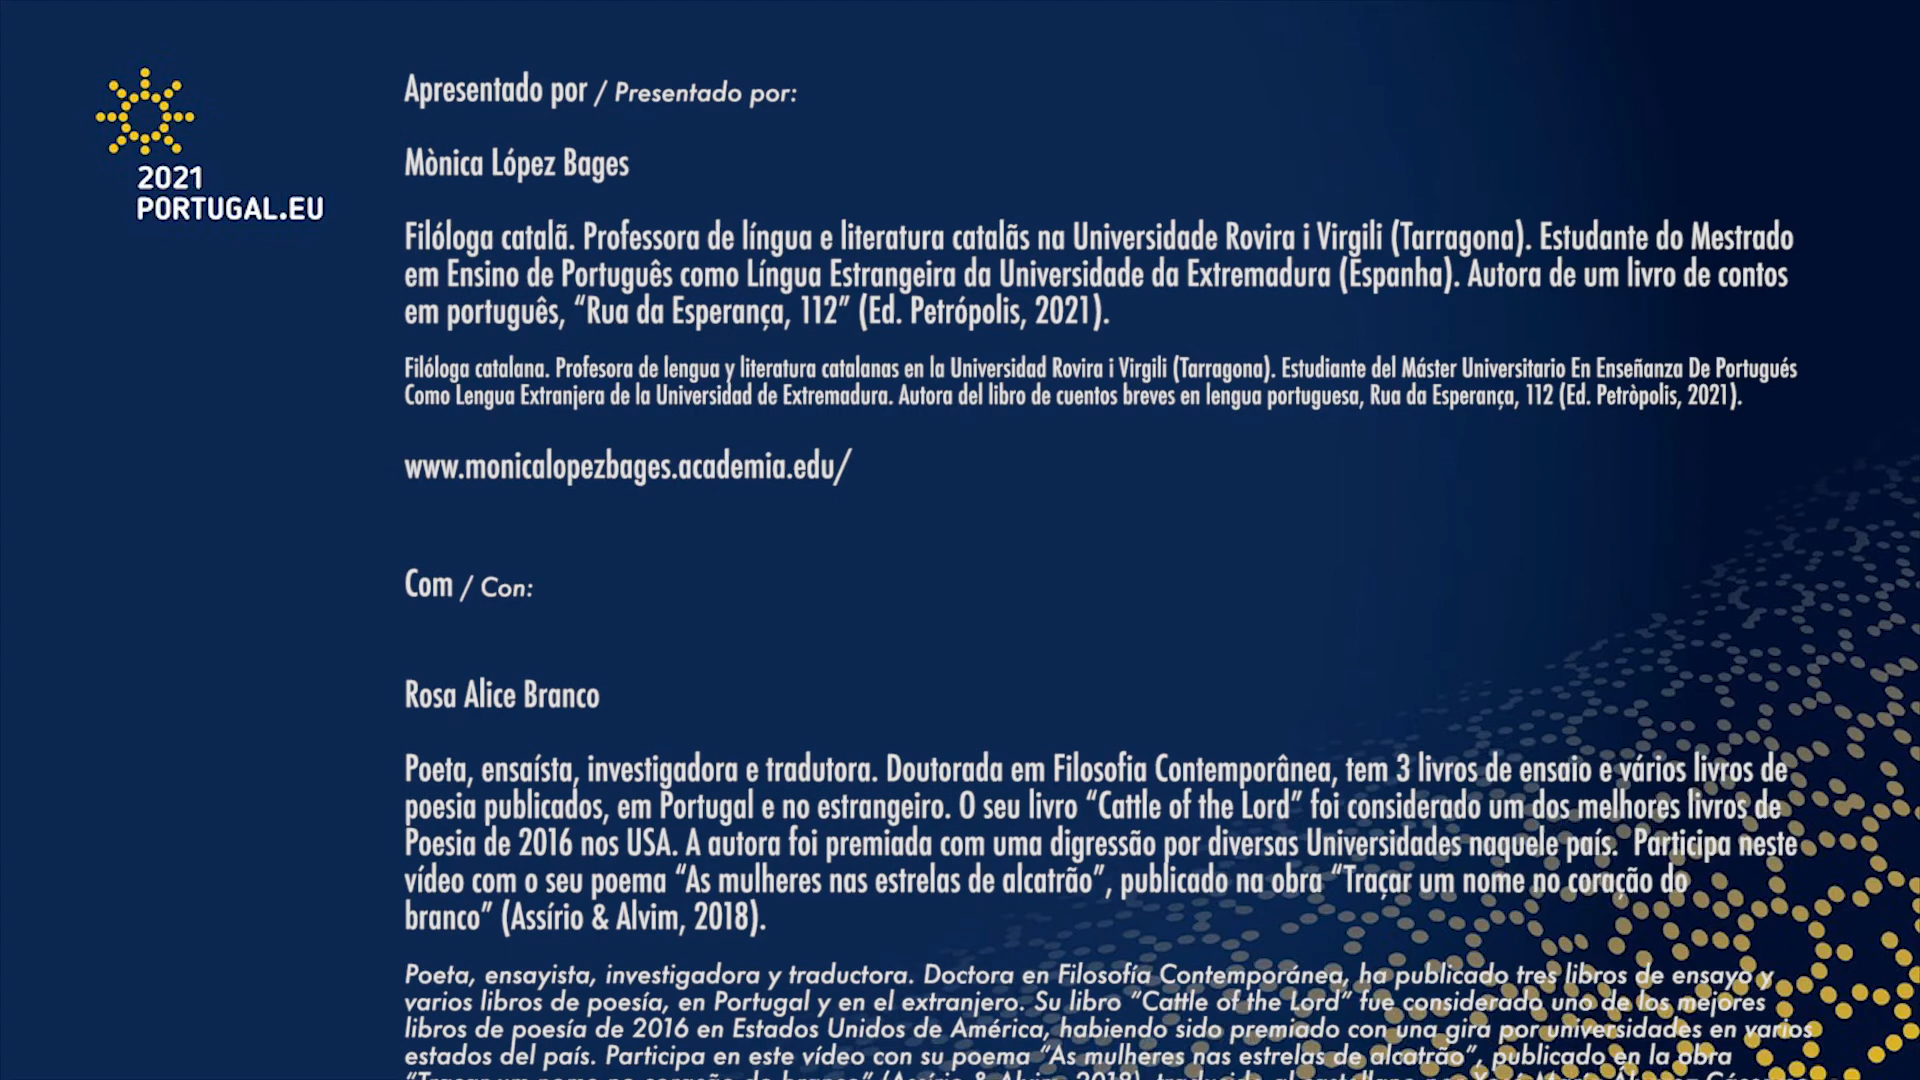 2021
PORTUGAL.EU
Apresentado por / Presentado por:
Mònica López Bages
Filóloga catalã. Professora de língua e literatura catalãs na Universidade Rovira i Virgili (Tarragona). Estudante do Mestrado
em Ensino de Português como Língua Estrangeira da Universidade da Extremadura (Espanha). Autora de um livro de contos
em português, “Rua da Esperança, 112” (Ed. Petrópolis, 2021).
Filóloga catalana. Profesora de lengua y literatura catalanas en la Universidad Rovira i Virgili (Tarragona). Estudiante del Máster Universitario En Enseñanza De Portugués
Como Lengua Extranjera de la Universidad de Extremadura. Autora del libro de cuentos breves en lengua portuguesa, Rua da Esperança, 112 (Ed. Petròpolis, 2021).
www.monicalopezbages.academia.edu/
Com / Con:
Rosa Alice Branco
Poeta, ensaísta, investigadora e tradutora. Doutorada em Filosofia Contemporânea, tem 3 livros de ensaio e vários livros de
poesia publicados, em Portugal e no estrangeiro. O seu livro “Cattle of the Lord” foi considerado um dos melhores livros de
Poesia de 2016 nos USA. A autora foi premiada com uma digressão por diversas Universidades naquele país. Participa neste
vídeo com o seu poema “As mulheres nas estrelas de alcatrão”, publicado na obra “Traçar um nome no coração do
branco” (Assírio & Alvim, 2018).
Poeta, ensayista, investigadora y traductora. Doctora en Filosofía Contemporánea, ha publicado tres libros de ensayo y
varios libros de poesía, en Portugal y en el extranjero. Su libro “Cattle of the Lord” fue considerado uno de los mejores
libros de poesía de 2016 en Estados Unidos de América, habiendo sido premiado con una gira por universidades en varios
estados del país. Participa en este vídeo con su poema “As mulheres nas estrelas de alcatrão”, publicado en la obra